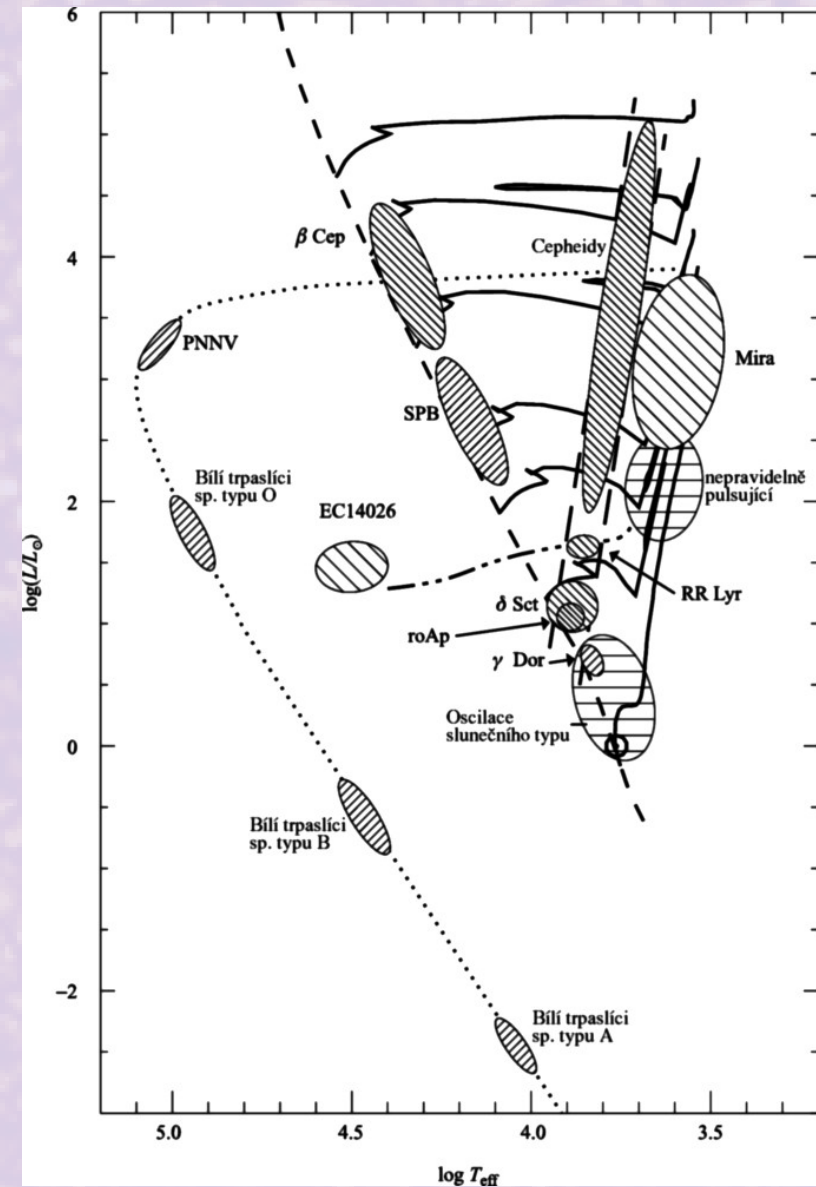 6
β Cep
4
Cepheidy
PNNV
Mira
SPB
Bílí trpaslíci
sp. typu O
nepravidelně
pulsující
2
EC14026
log(L/L⊙)
RR Lyr
δ Sct
roAp
γ Dor
Oscilace
slunečního typu
0
Bílí trpaslíci
sp. typu B
−2
Bílí trpaslíci
sp. typu A
5.0 4.5 4.0 3.5
log Teff